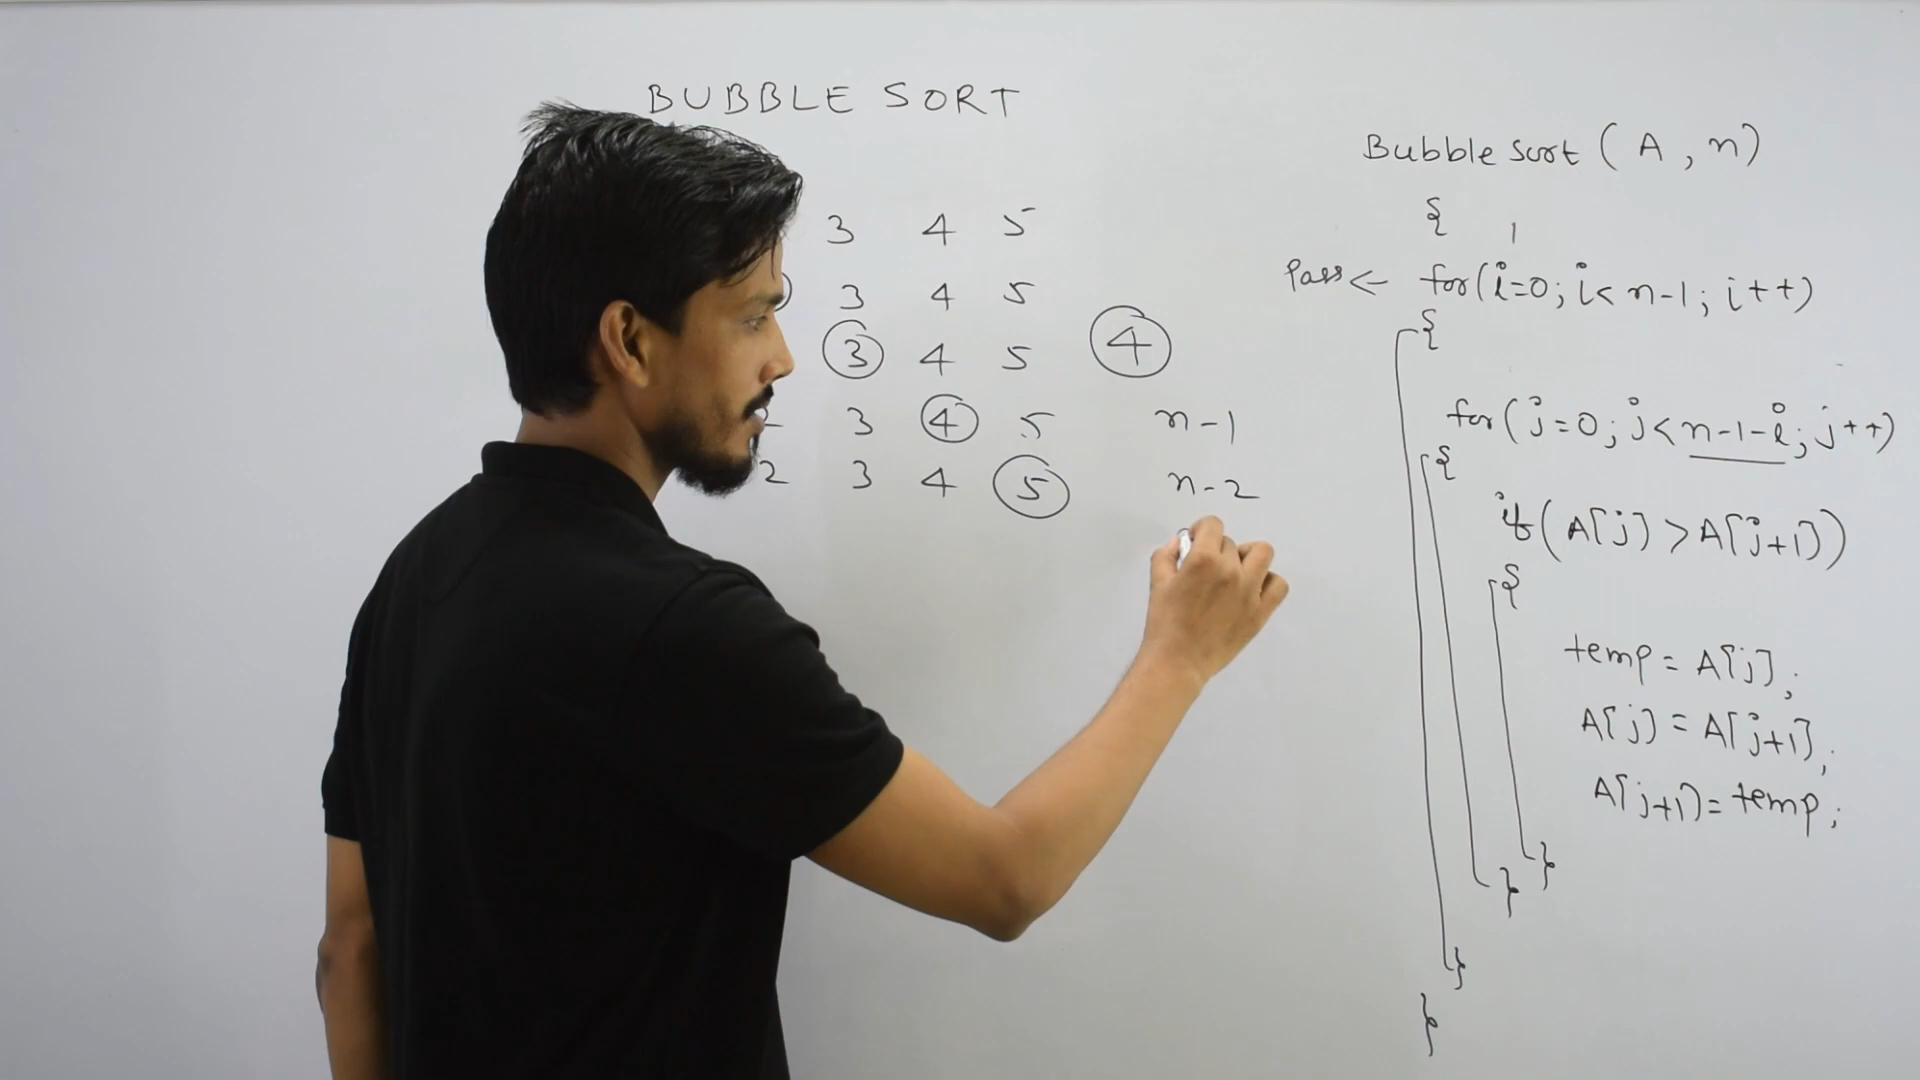 BUBBLE SORT
3 4 5
3 4 5
3 4 5 4
3 4 5 n-1
2 3 4 5 n-2
Bubble sort (A, n)
{
1
Pass ← for(i=0; i< n-1; i++)
{
for(j=0; j< n-1-i; j++)
{
if(A[j] > A[j+1])
{
temp = A[j];
A[j] = A[j+1];
A[j+1] = temp;
}
}
}
}